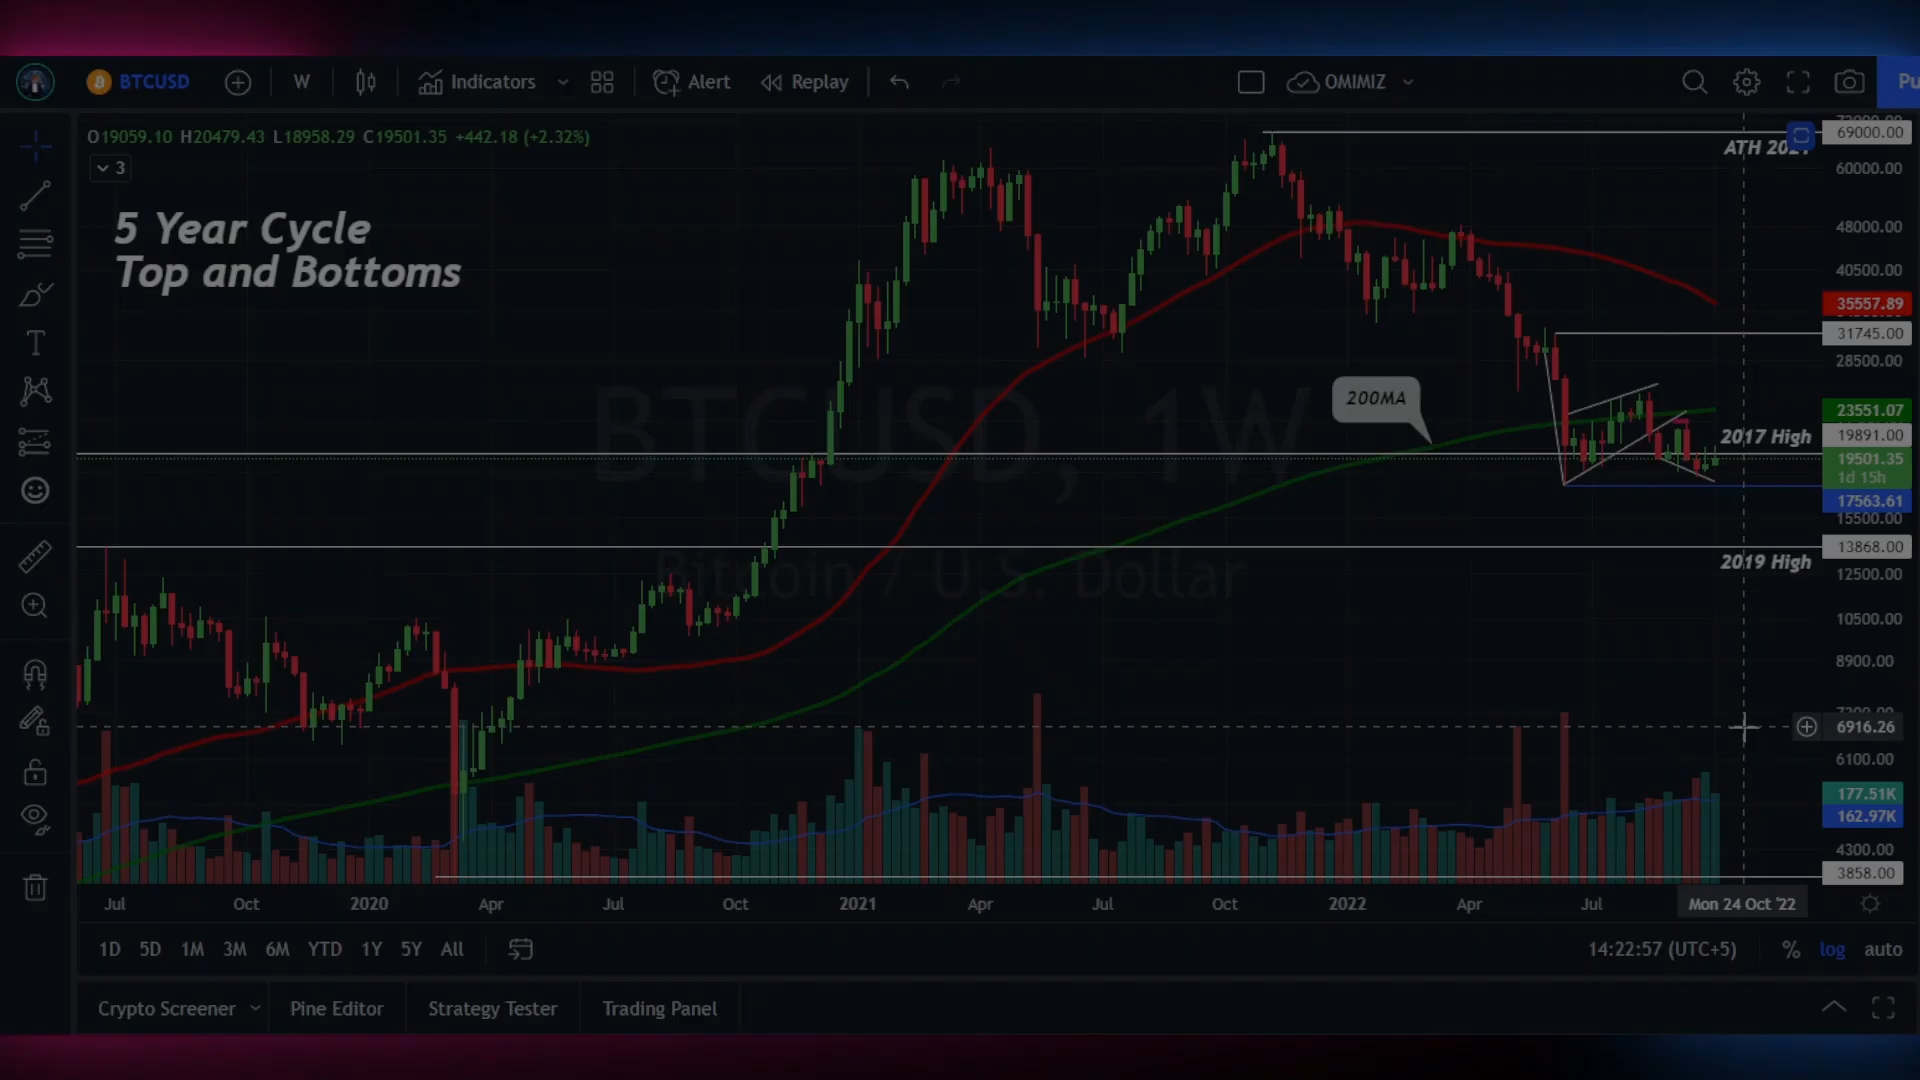 BTCUSD
W
Indicators
Alert
Replay
OMIMIZ
Pu
O19059.10 H20479.43 L18958.29 C19501.35 +442.18 (+2.32%)
3
5 Year Cycle
Top and Bottoms
69000.00
60000.00
48000.00
40500.00
35557.89
31745.00
28500.00
200MA
BTCUSD, 1W
Bitcoin / U.S. Dollar
23551.07
2017 High
19891.00
19501.35
1d 15h
17563.61
15500.00
13868.00
2019 High
12500.00
10500.00
8900.00
6916.26
6100.00
177.51K
162.97K
4300.00
3858.00
Jul Oct 2020 Apr Jul Oct 2021 Apr Jul Oct 2022 Apr Jul Mon 24 Oct '22
1D 5D 1M 3M 6M YTD 1Y 5Y All
14:22:57 (UTC+5) % log auto
Crypto Screener Pine Editor Strategy Tester Trading Panel